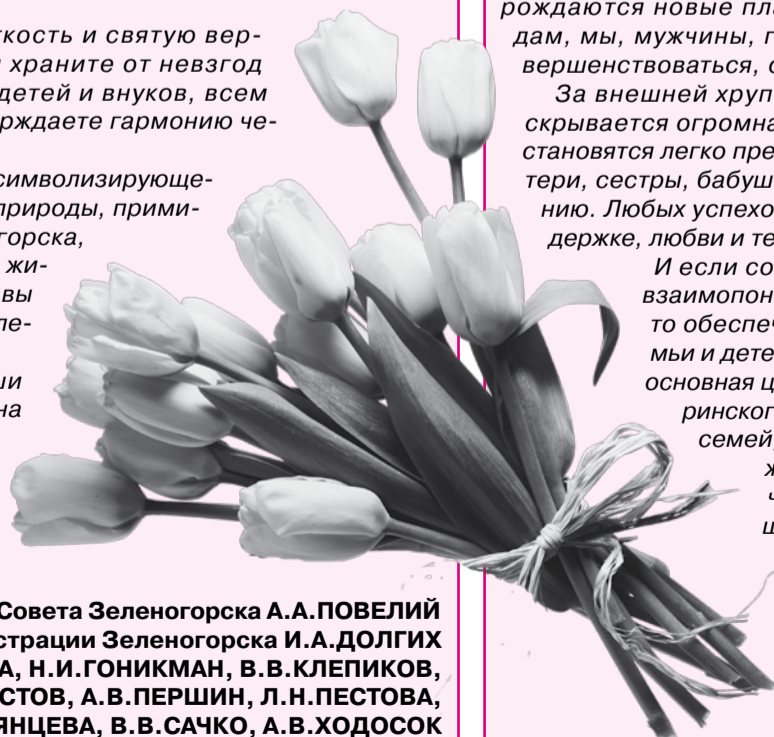 кость и святую вер-
храните от невзгод
детей и внуков, всем
рждаете гармонию че-
символизирующе-
природы, прими-
горска,
жи-
вы
ле-
ши
на
Совета Зеленогорска А.А.ПОВЕЛИЙ
страции Зеленогорска И.А.ДОЛГИХ
А, Н.И.ГОНИКМАН, В.В.КЛЕПИКОВ,
СТОВ, А.В.ПЕРШИН, Л.Н.ПЕСТОВА,
ЯНЦЕВА, В.В.САЧКО, А.В.ХОДОСОК
рождаются новые пла
дам, мы, мужчины, г
вершенствоваться, с
За внешней хруп
скрывается огромна
становятся легко пре
тери, сестры, бабуш
нию. Любых успехо
держке, любви и те
И если со
взаимопон
то обеспеч
мьи и дете
основная ц
ринског
семей,
ж
ч
щ